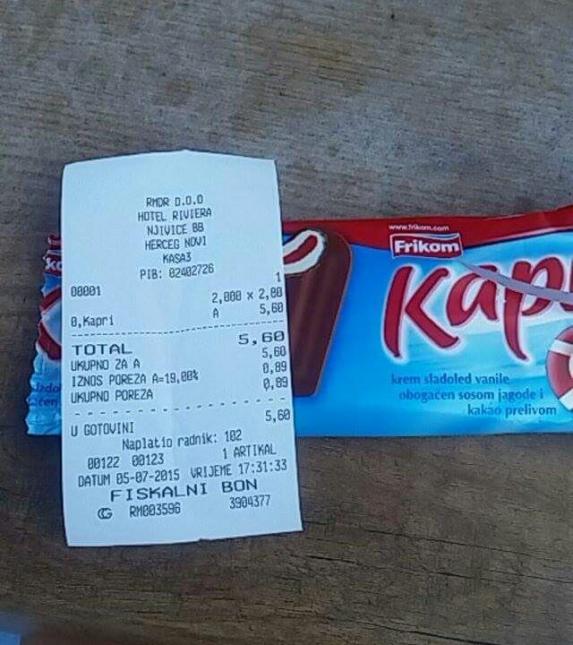 RMDR D.O.O
HOTEL RIVIERA
NJIVICE BB
HERCEG NOVI
KASA3
PIB: 02402726
1
00001
2,000 x 2,80
0,Kapri A 5,60
TOTAL 5,60
UKUPNO ZA A 5,60
IZNOS POREZA A=19,00% 0,89
UKUPNO POREZA 0,89
U GOTOVINI 5,60
Naplatio radnik: 102
00122 00123 1 ARTIKAL
DATUM 05-07-2015 VRIJEME 17:31:33
FISKALNI BON
RM003596 3904377
www.frikom.com
Frikom
Kap
krem sladoled vanile
obogaćen sosom jagode i
kakao prelivom